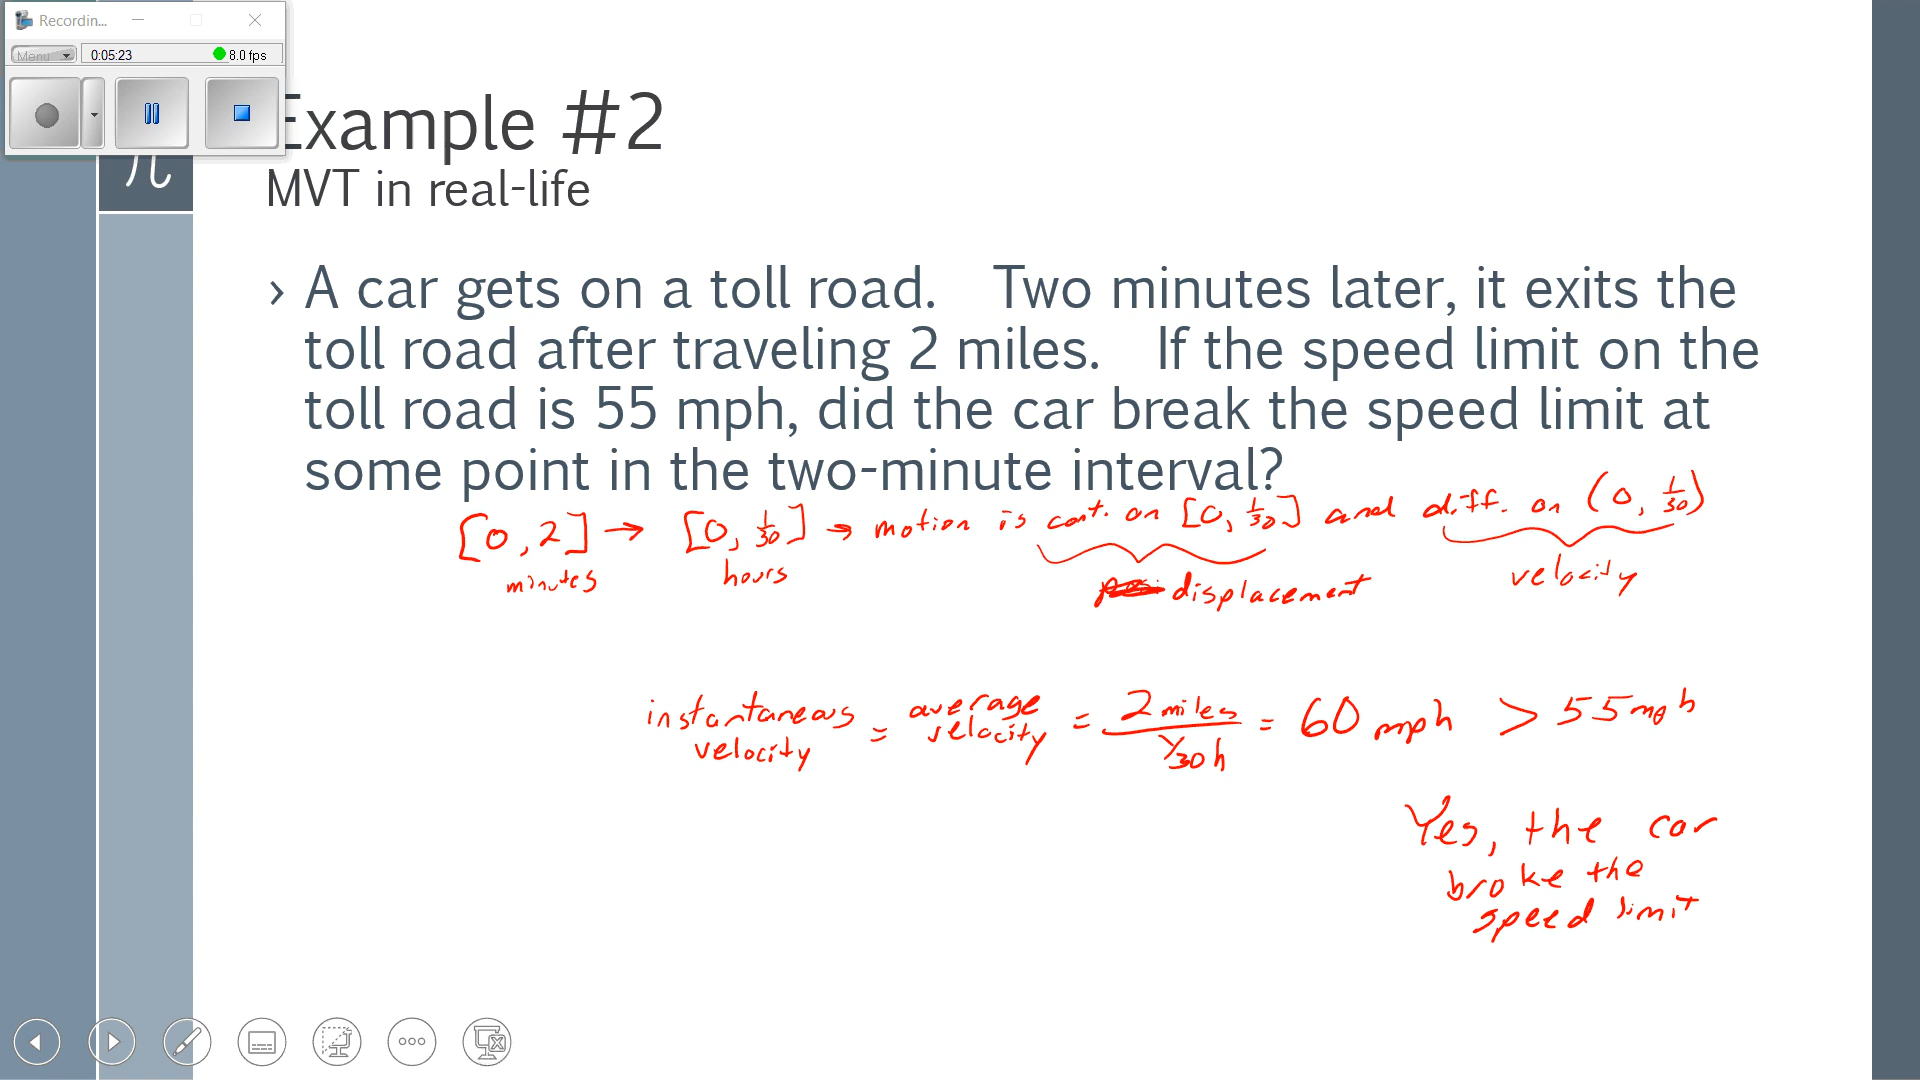 Recordin...
Menu 0:05:23 8.0 fps
π
Example #2
MVT in real-life
› A car gets on a toll road. Two minutes later, it exits the
toll road after traveling 2 miles. If the speed limit on the
toll road is 55 mph, did the car break the speed limit at
some point in the two-minute interval?
[0, 2] → [0, 1/30] → motion is cont. on [0, 1/30] and diff. on (0, 1/30)
minutes hours displacement velocity
instantaneous velocity = average velocity = 2 miles / 1/30 h = 60 mph > 55 mph
Yes, the car
broke the
speed limit